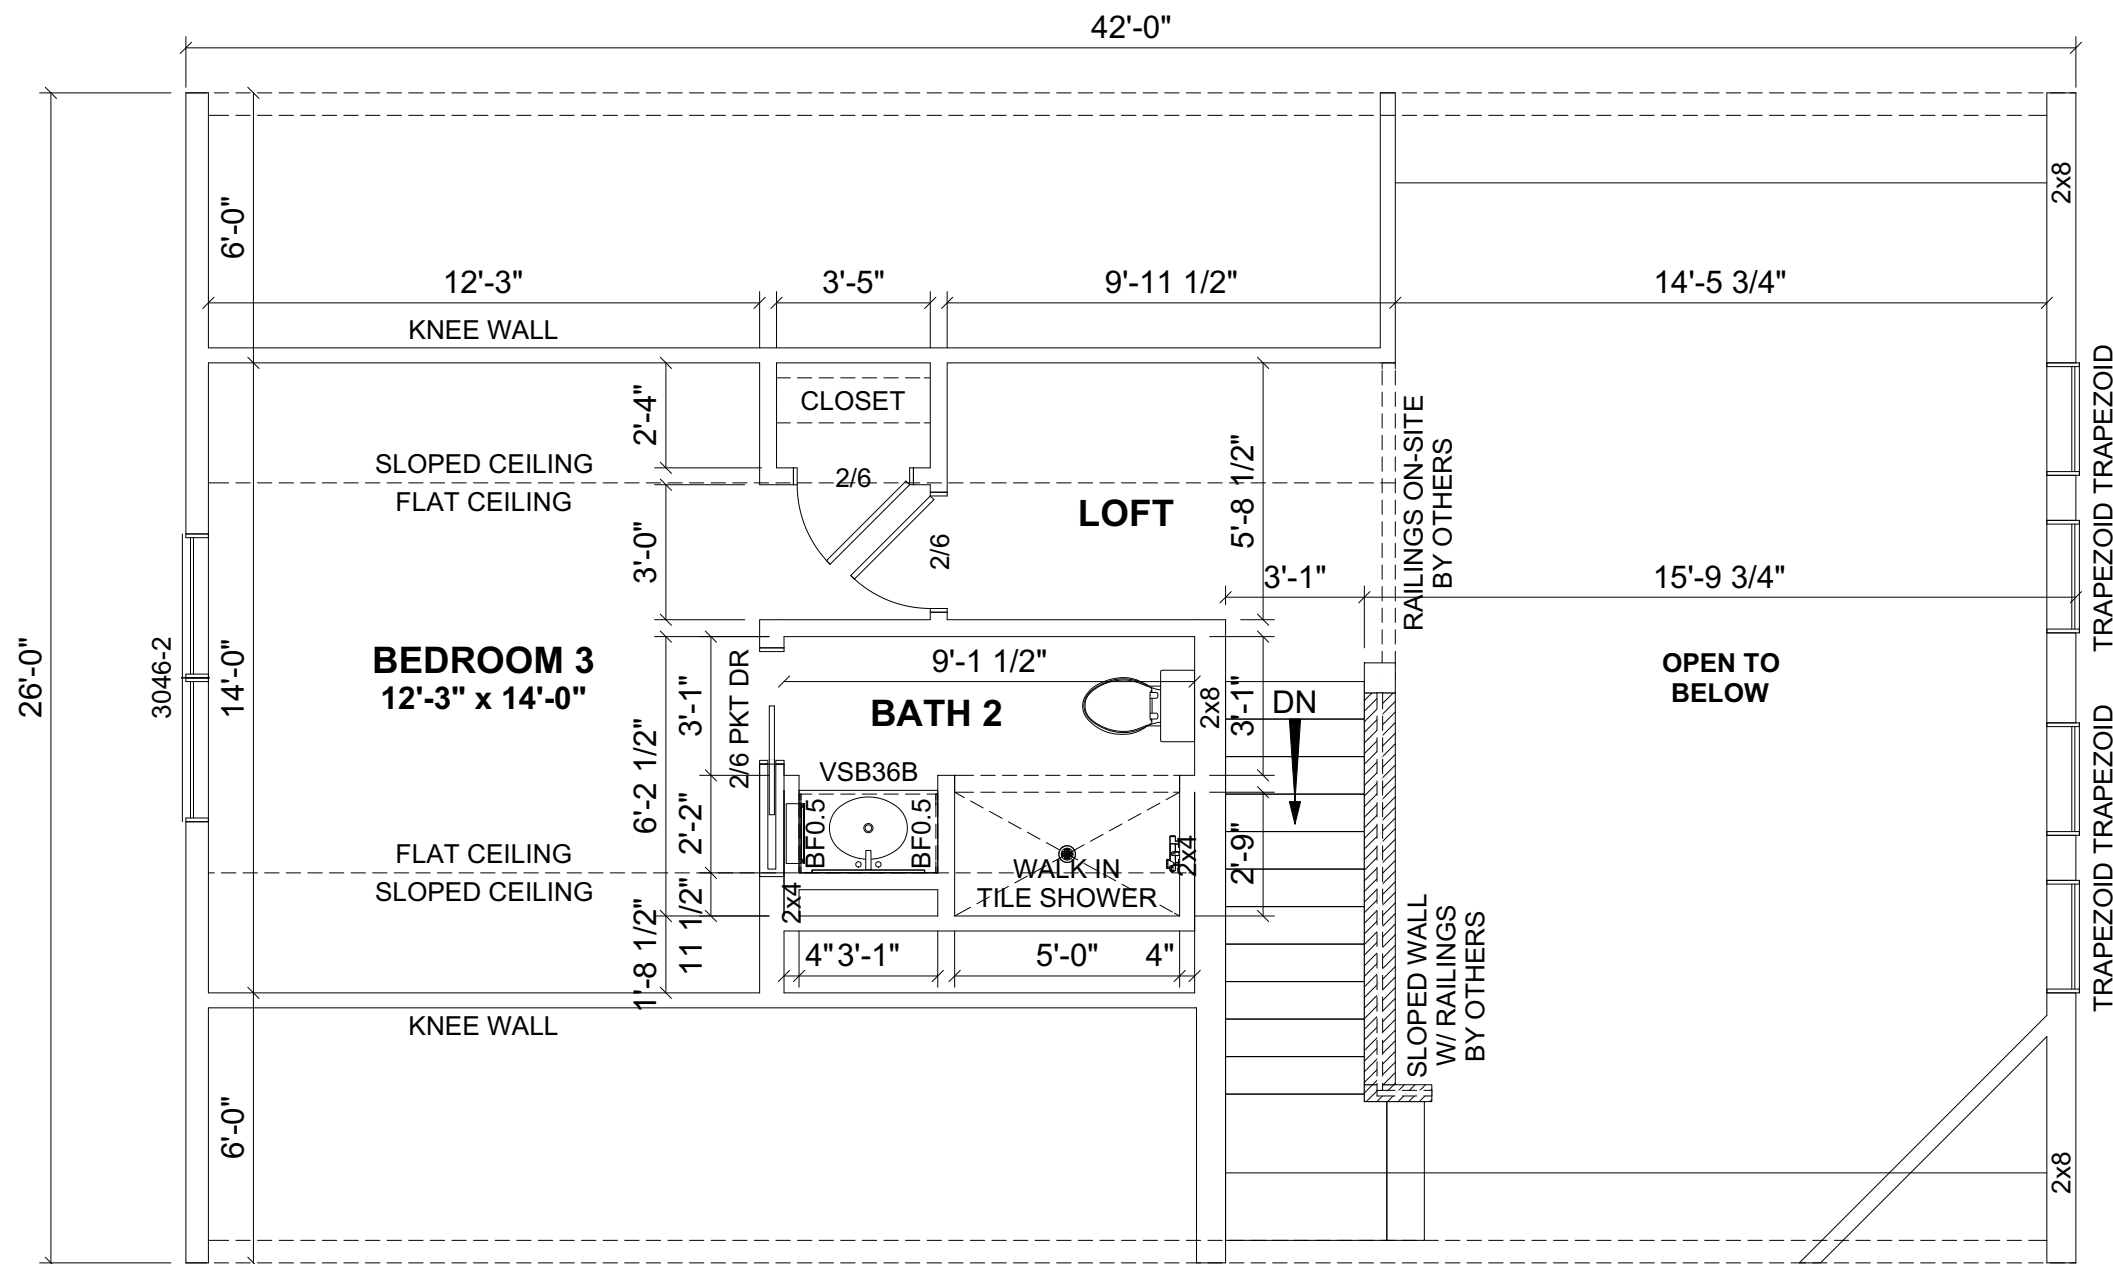 42'-0"
6'-0"
2x8
12'-3"
3'-5"
9'-11 1/2"
14'-5 3/4"
KNEE WALL
CLOSET
2'-4"
SLOPED CEILING
FLAT CEILING
2/6
LOFT
5'-8 1/2"
RAILINGS ON-SITE
BY OTHERS
TRAPEZOID TRAPEZOID
3'-0"
2/6
3'-1"
15'-9 3/4"
26'-0"
3046-2
14'-0"
BEDROOM 3
12'-3" x 14'-0"
9'-1 1/2"
OPEN TO
BELOW
3'-1"
2/6 PKT DR
BATH 2
2x8
3'-1"
DN
6'-2 1/2"
VSB36B
2'-2"
BF0.5
BF0.5
2x4
2'-9"
TRAPEZOID TRAPEZOID
FLAT CEILING
SLOPED CEILING
WALK IN
TILE SHOWER
2x4
1'-8 1/2"
11 1/2"
4"
3'-1"
5'-0"
4"
SLOPED WALL
W/ RAILINGS
BY OTHERS
KNEE WALL
6'-0"
2x8